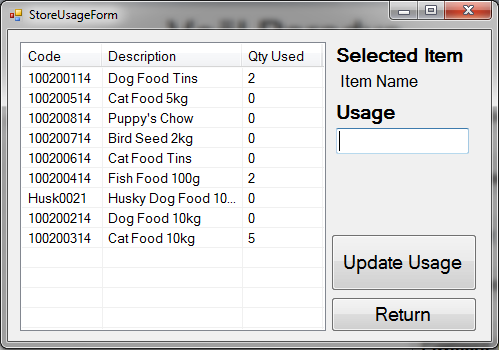 StoreUsageForm
Code Description Qty Used
100200114 Dog Food Tins 2
100200514 Cat Food 5kg 0
100200814 Puppy's Chow 0
100200714 Bird Seed 2kg 0
100200614 Cat Food Tins 0
100200414 Fish Food 100g 2
Husk0021 Husky Dog Food 10... 0
100200214 Dog Food 10kg 0
100200314 Cat Food 10kg 5
Selected Item
Item Name
Usage
Update Usage
Return